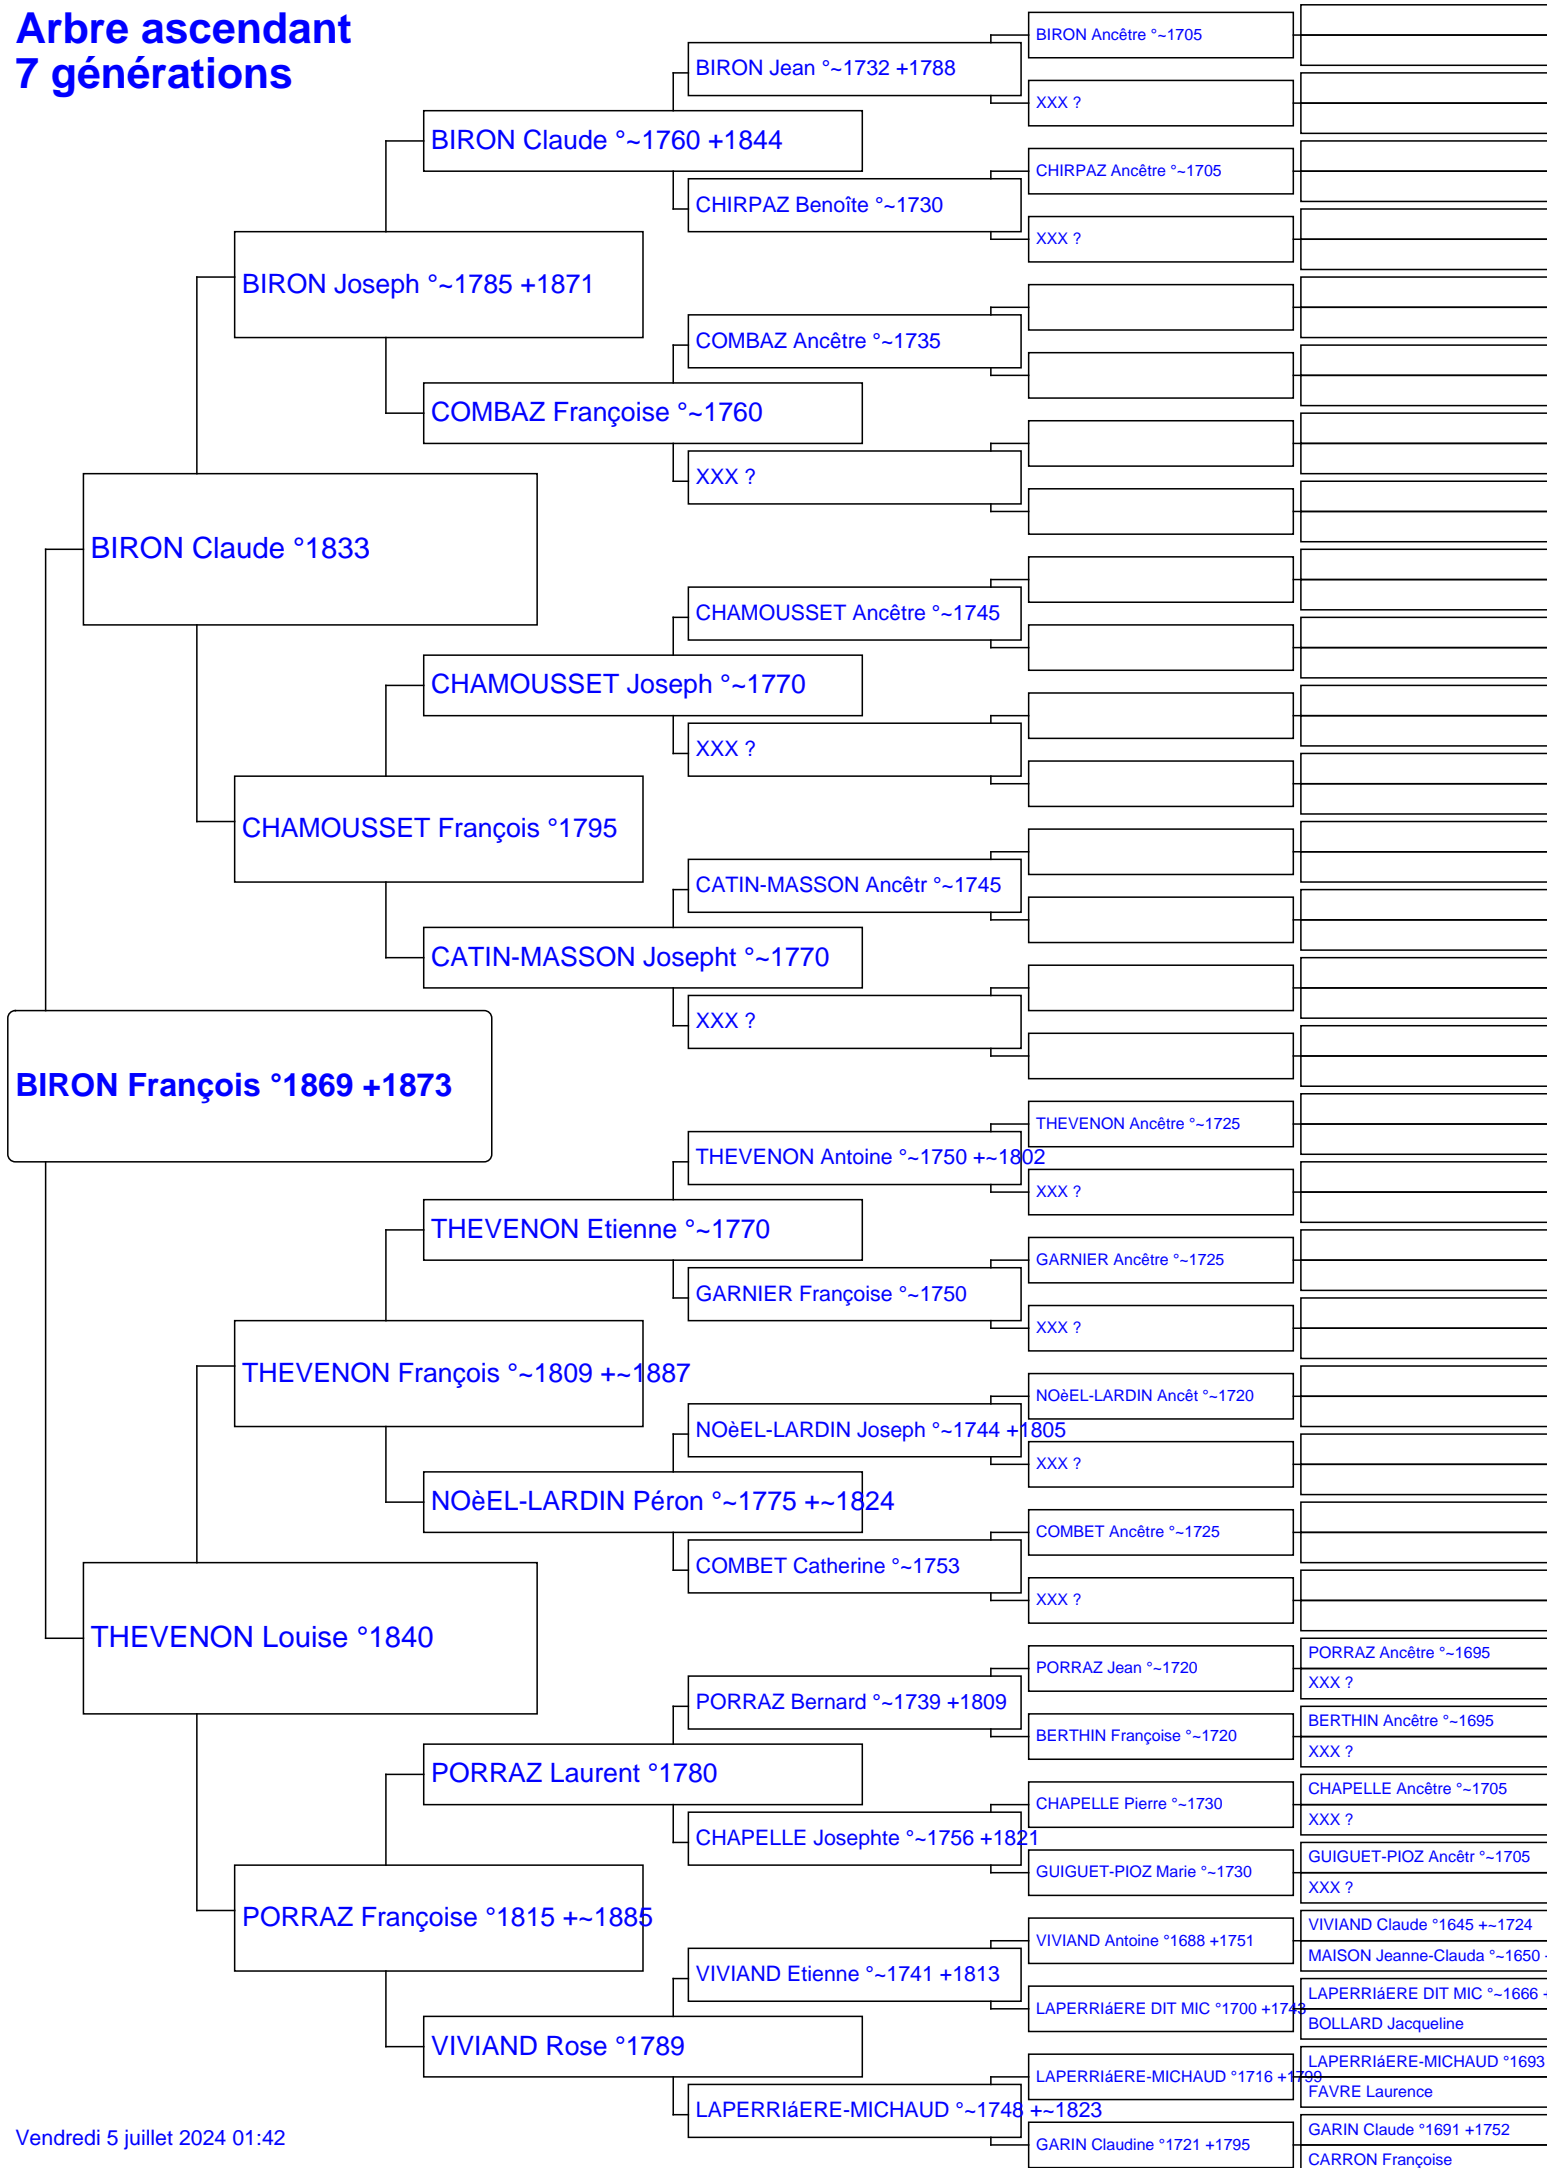 Arbre ascendant
7 générations
BIRON Ancêtre °~1705
BIRON Jean °~1732 +1788
XXX ?
BIRON Claude °~1760 +1844
CHIRPAZ Ancêtre °~1705
CHIRPAZ Benoîte °~1730
XXX ?
BIRON Joseph °~1785 +1871
COMBAZ Ancêtre °~1735
COMBAZ Françoise °~1760
XXX ?
BIRON Claude °1833
CHAMOUSSET Ancêtre °~1745
CHAMOUSSET Joseph °~1770
XXX ?
CHAMOUSSET François °1795
CATIN-MASSON Ancêtr °~1745
CATIN-MASSON Josepht °~1770
XXX ?
BIRON François °1869 +1873
THEVENON Ancêtre °~1725
THEVENON Antoine °~1750 +~1802
XXX ?
THEVENON Etienne °~1770
GARNIER Ancêtre °~1725
GARNIER Françoise °~1750
XXX ?
THEVENON François °~1809 +~1887
NOèEL-LARDIN Ancêt °~1720
NOèEL-LARDIN Joseph °~1744 +1805
XXX ?
NOèEL-LARDIN Péron °~1775 +~1824
COMBET Ancêtre °~1725
COMBET Catherine °~1753
XXX ?
THEVENON Louise °1840
PORRAZ Ancêtre °~1695
PORRAZ Jean °~1720
XXX ?
PORRAZ Bernard °~1739 +1809
BERTHIN Ancêtre °~1695
BERTHIN Françoise °~1720
XXX ?
PORRAZ Laurent °1780
CHAPELLE Ancêtre °~1705
CHAPELLE Pierre °~1730
XXX ?
CHAPELLE Josephte °~1756 +1821
GUIGUET-PIOZ Ancêtr °~1705
GUIGUET-PIOZ Marie °~1730
XXX ?
PORRAZ Françoise °1815 +~1885
VIVIAND Claude °1645 +~1724
VIVIAND Antoine °1688 +1751
MAISON Jeanne-Clauda °~1650
VIVIAND Etienne °~1741 +1813
LAPERRIáERE DIT MIC °~1666 +
LAPERRIáERE DIT MIC °1700 +1743
BOLLARD Jacqueline
VIVIAND Rose °1789
LAPERRIáERE-MICHAUD °1693
LAPERRIáERE-MICHAUD °1716 +1799
FAVRE Laurence
LAPERRIáERE-MICHAUD °~1748 +~1823
GARIN Claude °1691 +1752
GARIN Claudine °1721 +1795
CARRON Françoise
Vendredi 5 juillet 2024 01:42